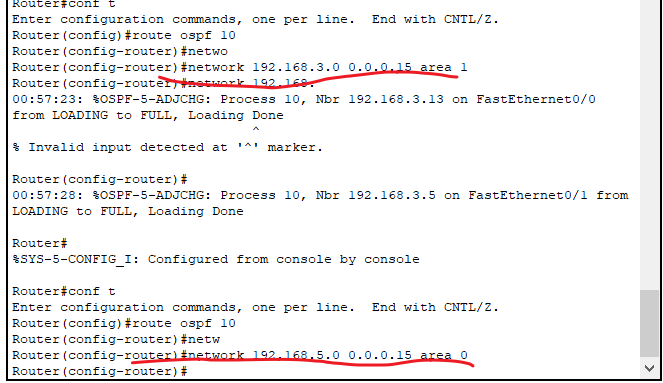 Router#conf t
Enter configuration commands, one per line.  End with CNTL/Z.
Router(config)#route ospf 10
Router(config-router)#netwo
Router(config-router)#network 192.168.3.0 0.0.0.15 area 1
Router(config-router)#network 192.168.
00:57:23: %OSPF-5-ADJCHG: Process 10, Nbr 192.168.3.13 on FastEthernet0/0
from LOADING to FULL, Loading Done
^
% Invalid input detected at '^' marker.
Router(config-router)#
00:57:28: %OSPF-5-ADJCHG: Process 10, Nbr 192.168.3.5 on FastEthernet0/1 from
LOADING to FULL, Loading Done
Router#
%SYS-5-CONFIG_I: Configured from console by console
Router#conf t
Enter configuration commands, one per line.  End with CNTL/Z.
Router(config)#route ospf 10
Router(config-router)#netw
Router(config-router)#network 192.168.5.0 0.0.0.15 area 0
Router(config-router)#